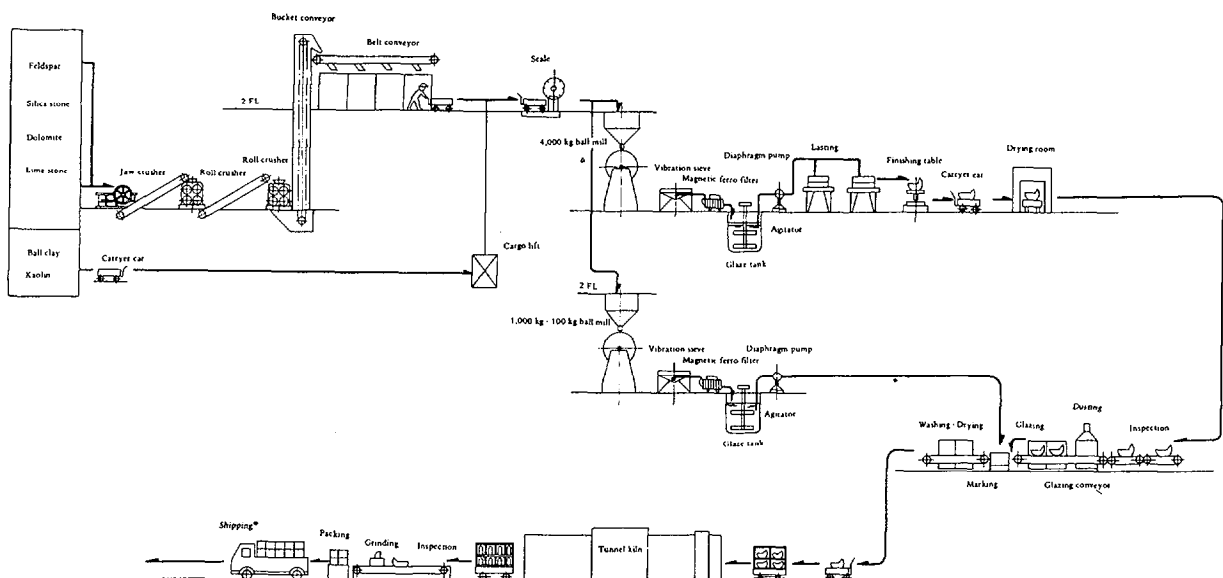 Bucket conveyor
Belt conveyor
Scale
Feldspar
Silica stone
Dolomite
Lime stone
2 FL
Jaw crusher
Roll crusher
Roll crusher
Ball clay
Kaolin
Carryer car
Cargo lift
4,000 kg ball mill
Vibration sieve
Magnetic ferro filter
Diaphragm pump
Agitator
Glaze tank
Lasting
Finishing table
Carryer car
Drying room
2 FL
1,000 kg - 100 kg ball mill
Vibration sieve
Magnetic ferro filter
Diaphragm pump
Agitator
Glaze tank
Washing · Drying
Glazing
Dusting
Inspection
Marking
Glazing conveyor
Shipping*
Packing
Grinding
Inspection
Tunnel kiln